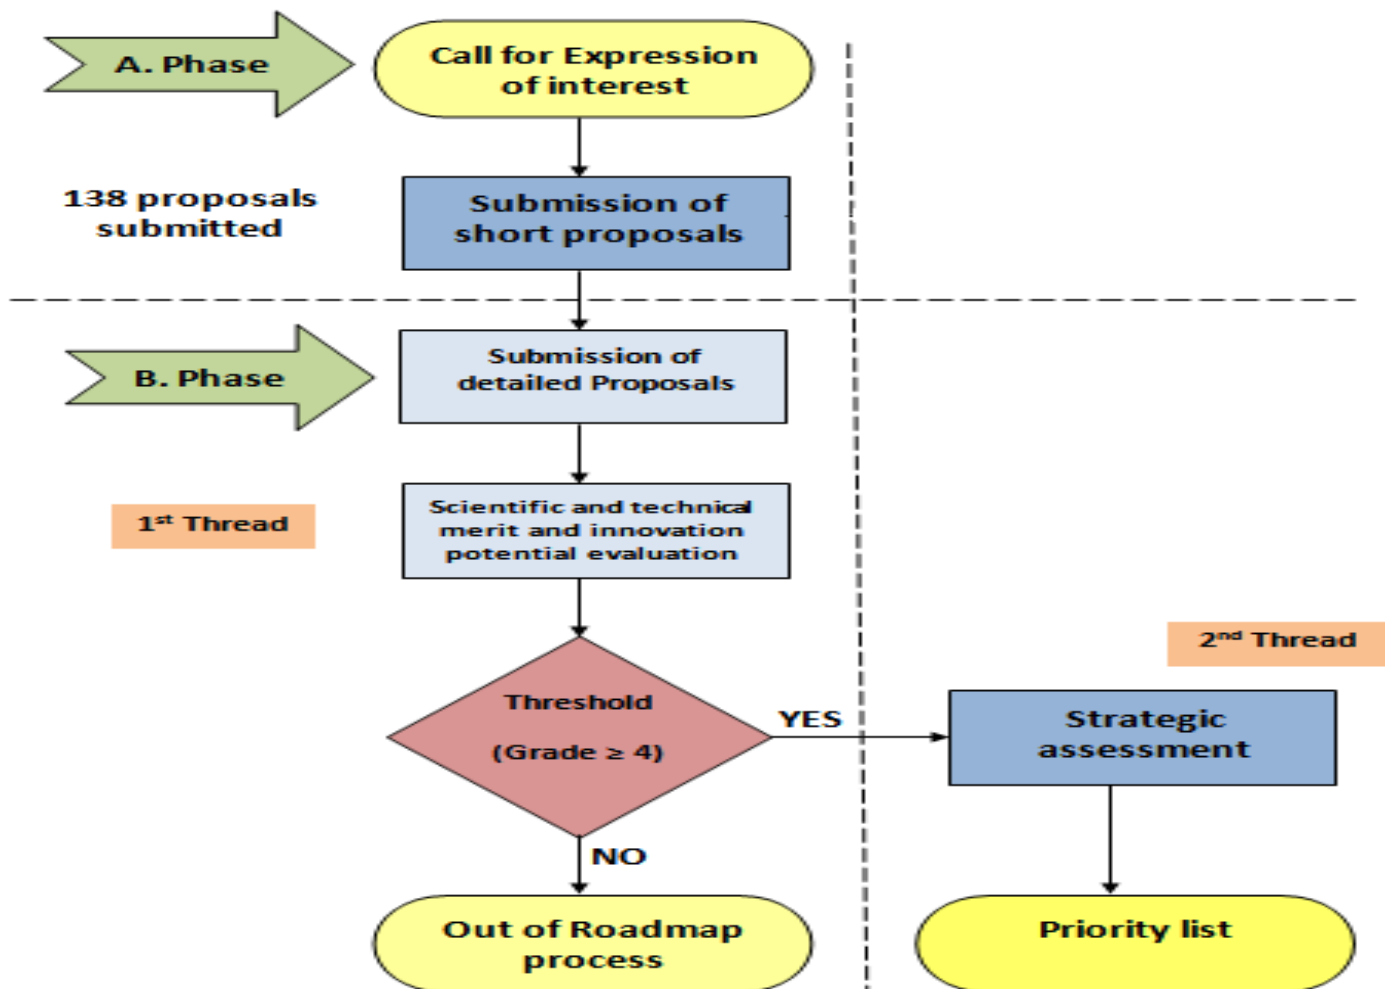 A. Phase
Call for Expression
of interest
138 proposals
submitted
Submission of
short proposals
B. Phase
Submission of
detailed Proposals
1st Thread
Scientific and technical
merit and innovation
potential evaluation
2nd Thread
Threshold
(Grade ≥ 4)
YES
Strategic
assessment
NO
Out of Roadmap
process
Priority list